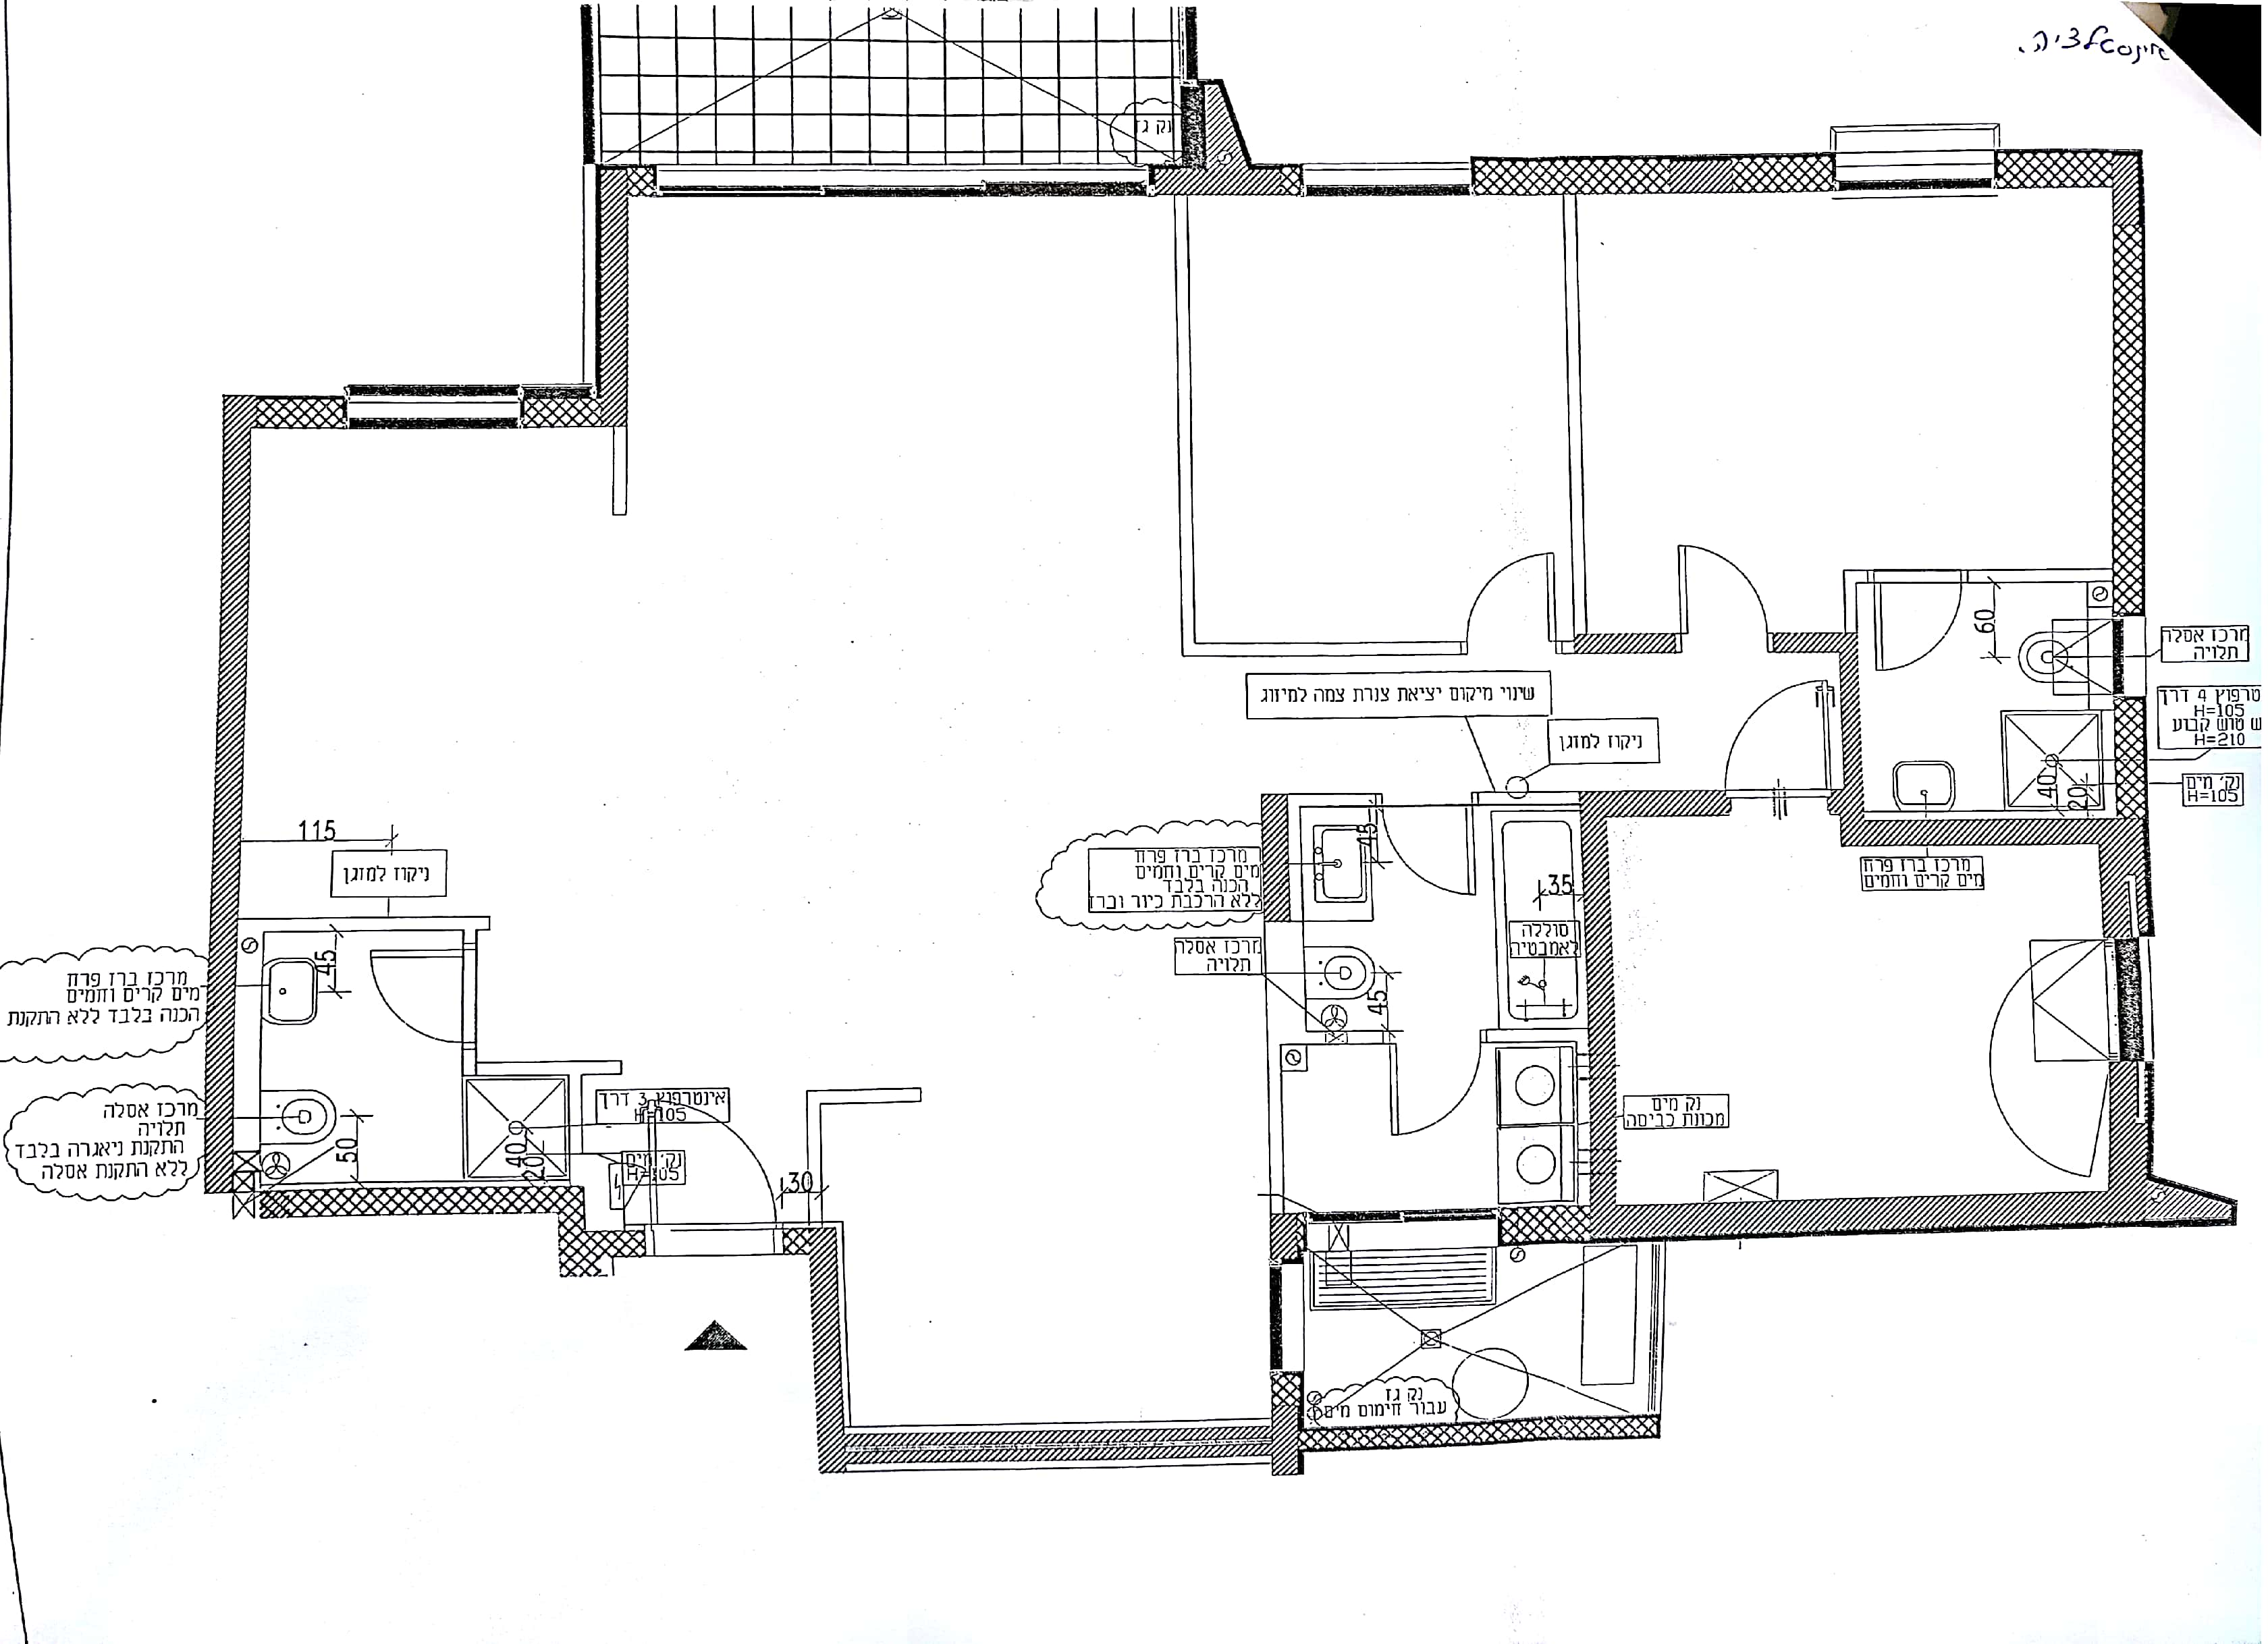 אינסטלציה.
נק גז
60
מרכז אסלה
תלויה
שינוי מיקום יציאת צנרת צמה למיזוג
ניקוז למזגן
טרפוץ 4 דרך
H=105
ש טוש קבוע
H=210
40
20
נק' מים
H=105
115
ניקוז למזגן
מרכז ברז פרח
מים קרים וחמים
הכנה בלבד
ללא הרכבת כיור וברז
45
35
מרכז ברז פרח
מים קרים וחמים
סוללה
לאמבטיה
מרכז אסלה
תלויה
45
45
מרכז ברז פרח
מים קרים וחמים
הכנה בלבד ללא התקנת
מרכז אסלה
תלויה
התקנת ניאגרה בלבד
ללא התקנת אסלה
50
40
20
אינטרפוץ 3 דרך
H=105
נק' מים
H=105
30
נק מים
מכונת כביסה
נק גז
עבור חימום מים